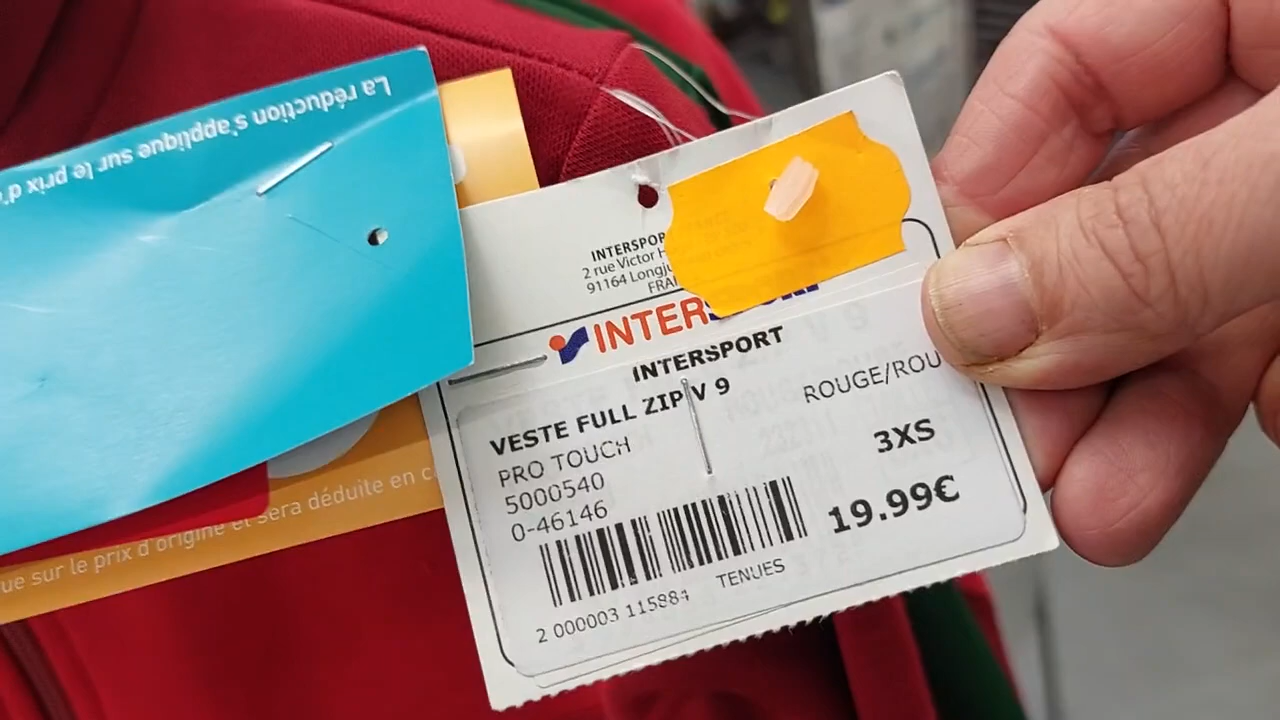 La réduction s'applique sur le prix d'
ue sur le prix d'origine et sera déduite en c
INTERSPOR
2 rue Victor H
91164 Longju
FRAN
INTERSPORT
INTERSPORT
VESTE FULL ZIP V 9
ROUGE/ROU
PRO TOUCH
3XS
5000540
0-46146
19.99€
TENUES
2 000003 115884